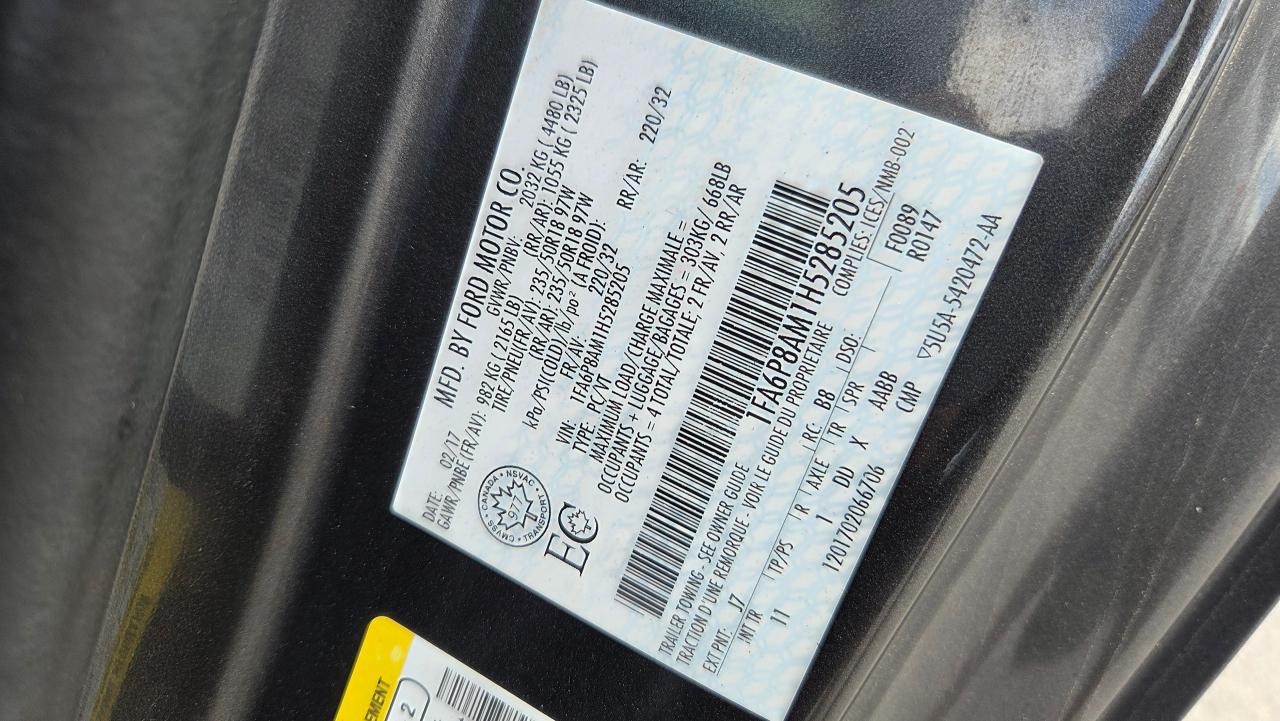 MFD. BY FORD MOTOR CO.
DATE: 02/17 GVWR/PNBV: 2032 KG ( 4480 LB)
GAWR/PNBE(FR/AV): 982 KG ( 2165 LB) (RR/AR): 1055 KG ( 2325 LB)
TIRE/PNEU(FR/AV): 235/50R18 97W
(RR/AR): 235/50R18 97W
kPa/PSI(COLD)/lb/po² (A FROID):
FR/AV: 220/32 RR/AR: 220/32
VIN: 1FA6P8AM1H5285205
TYPE: PC/VT
MAXIMUM LOAD/CHARGE MAXIMALE =
OCCUPANTS + LUGGAGE/BAGAGES = 303KG/ 668LB
OCCUPANTS = 4 TOTAL/TOTALE; 2 FR/AV, 2 RR/AR
CMVSS · CANADA · NSVAC · TRANSPORT
977
EC
1FA6P8AM1H5285205
TRAILER TOWING - SEE OWNER GUIDE COMPLIES: ICES/NMB-002
TRACTION D'UNE REMORQUE - VOIR LE GUIDE DU PROPRIETAIRE
EXT PNT: J7 RC: B8 DSO: F0089
INT TR TP/PS R AXLE TR SPR R0147
11 1 DD X AABB
CMP
1201702066706
▽5U5A-5420472-AA
EMENT
2